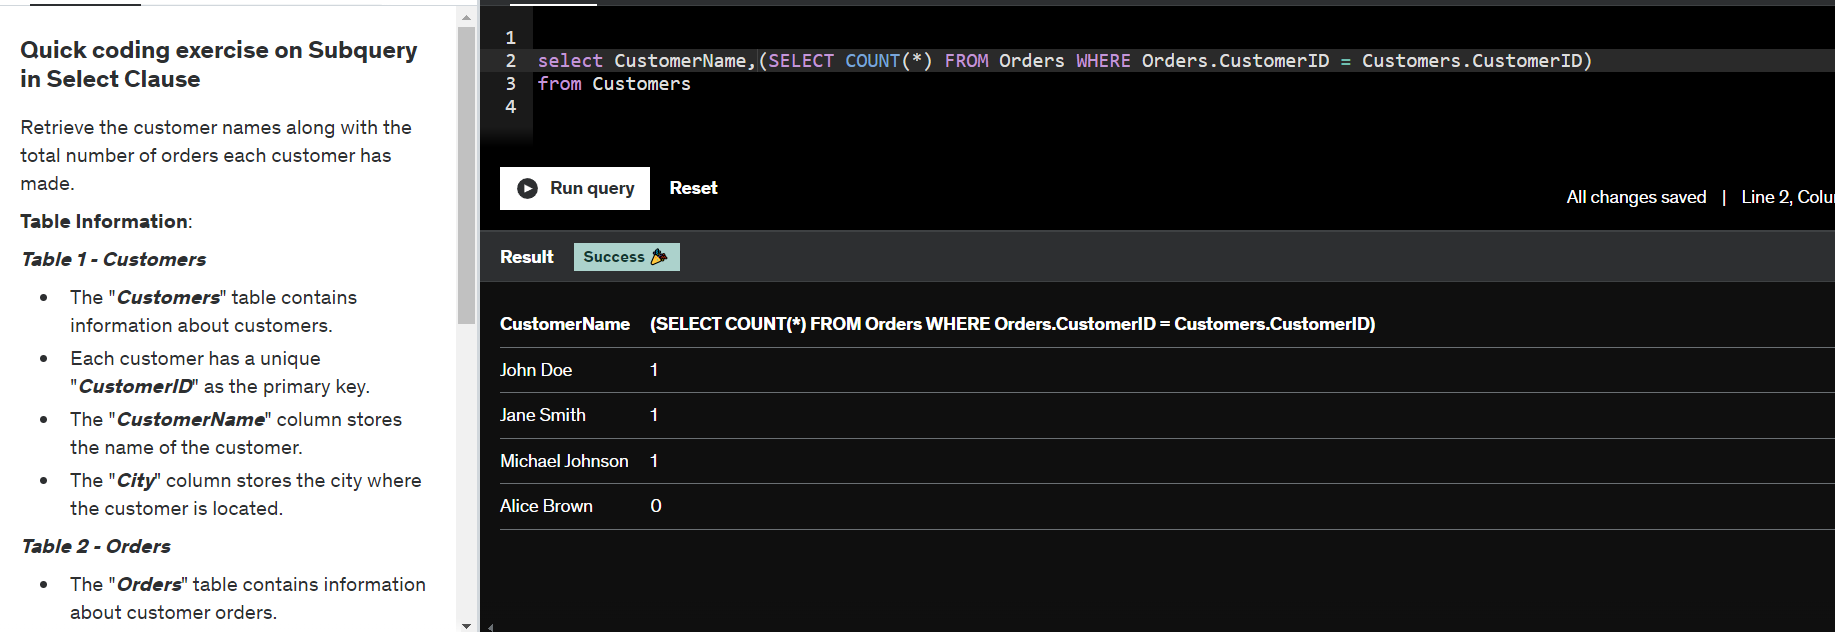 Quick coding exercise on Subquery
in Select Clause
Retrieve the customer names along with the
total number of orders each customer has
made.
Table Information:
Table 1 - Customers
• The "Customers" table contains
information about customers.
• Each customer has a unique
"CustomerID" as the primary key.
• The "CustomerName" column stores
the name of the customer.
• The "City" column stores the city where
the customer is located.
Table 2 - Orders
• The "Orders" table contains information
about customer orders.
1
2 select CustomerName,(SELECT COUNT(*) FROM Orders WHERE Orders.CustomerID = Customers.CustomerID)
3 from Customers
4
Run query Reset
All changes saved | Line 2, Colu
Result Success
CustomerName (SELECT COUNT(*) FROM Orders WHERE Orders.CustomerID = Customers.CustomerID)
John Doe 1
Jane Smith 1
Michael Johnson 1
Alice Brown 0